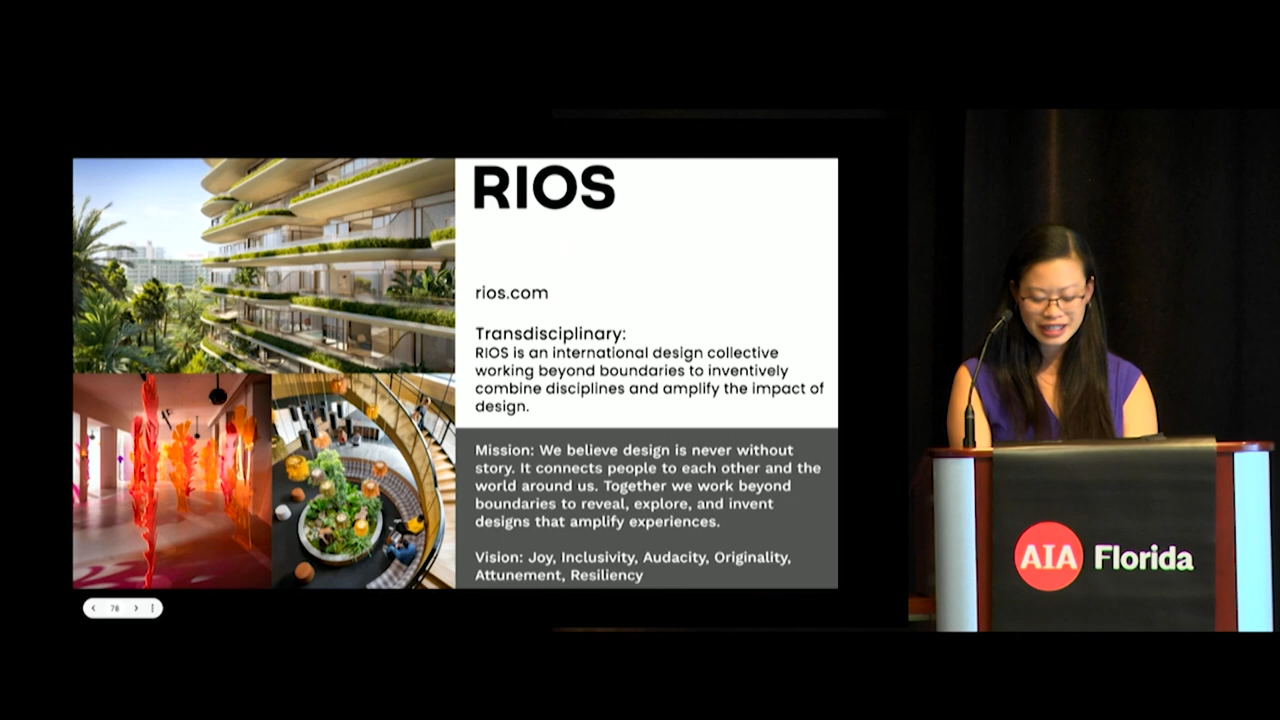 RIOS
rios.com
Transdisciplinary:
RIOS is an international design collective
working beyond boundaries to inventively
combine disciplines and amplify the impact of
design.
Mission: We believe design is never without
story. It connects people to each other and the
world around us. Together we work beyond
boundaries to reveal, explore, and invent
designs that amplify experiences.
Vision: Joy, Inclusivity, Audacity, Originality,
Attunement, Resiliency
78
AIA Florida